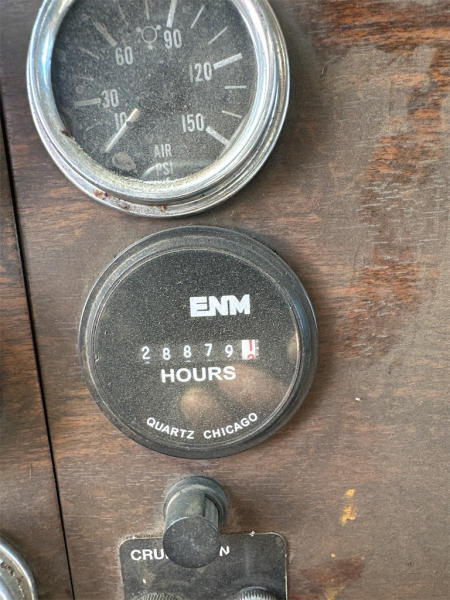 60 90
30 120
10 150
AIR
PSI
ENM
28879
HOURS
QUARTZ CHICAGO